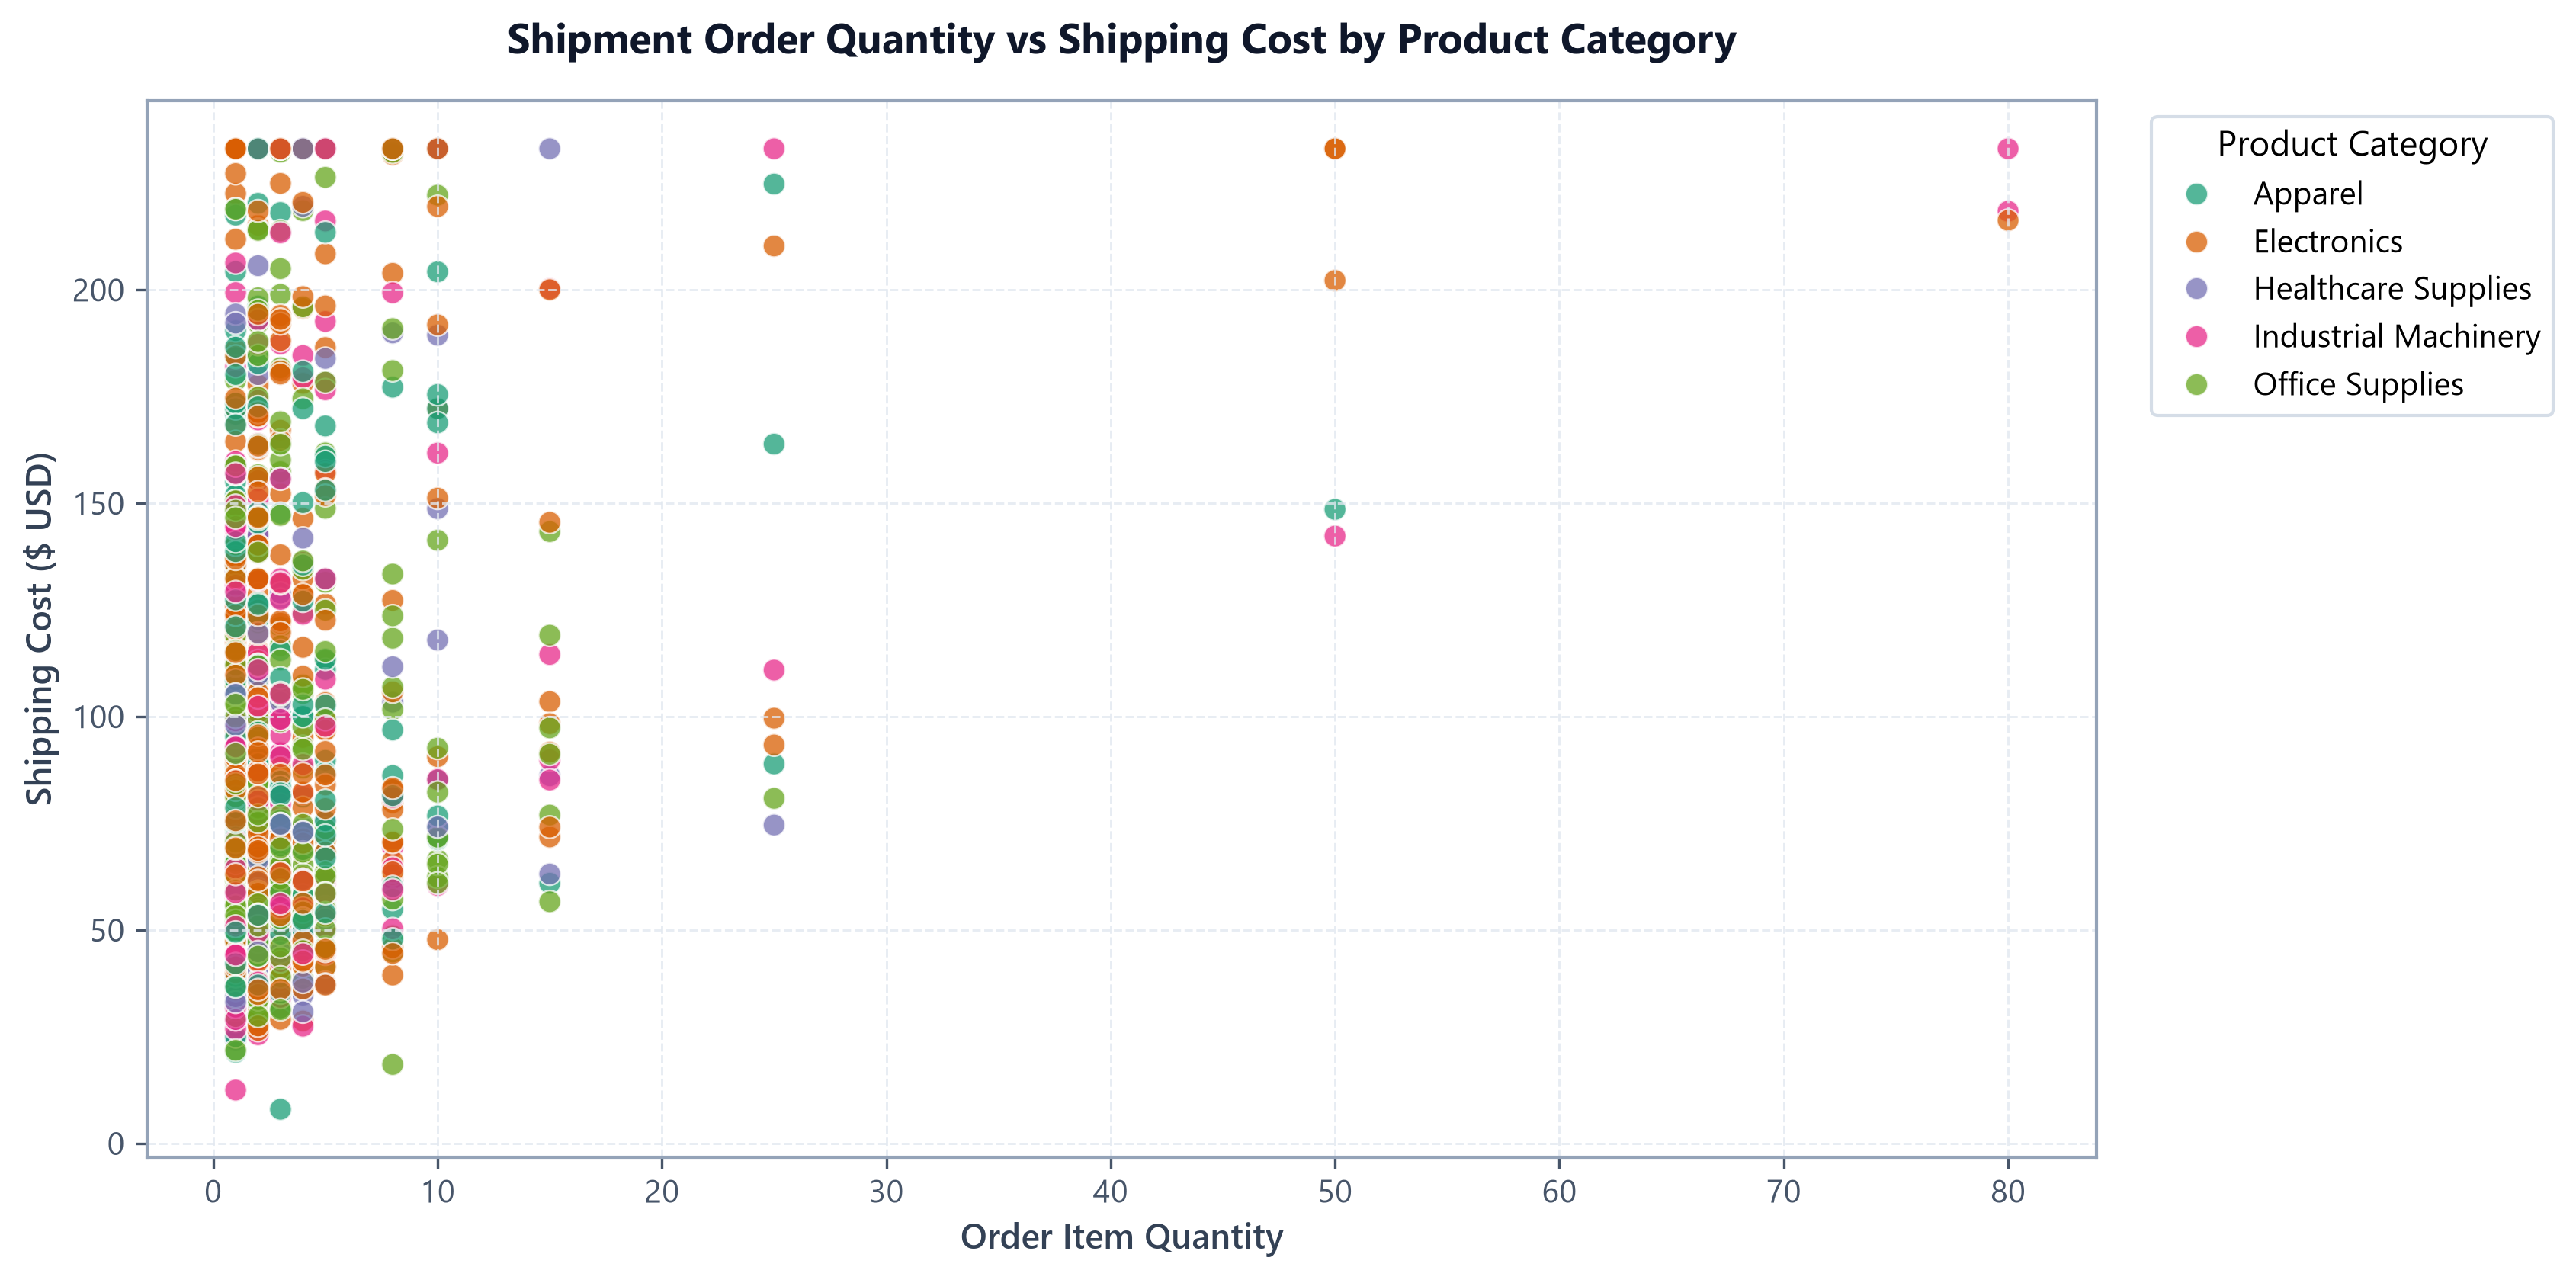 Shipment Order Quantity vs Shipping Cost by Product Category
Product Category
Apparel
Electronics
Healthcare Supplies
Industrial Machinery
Office Supplies
Shipping Cost ($ USD)
200
150
100
50
0
0 10 20 30 40 50 60 70 80
Order Item Quantity